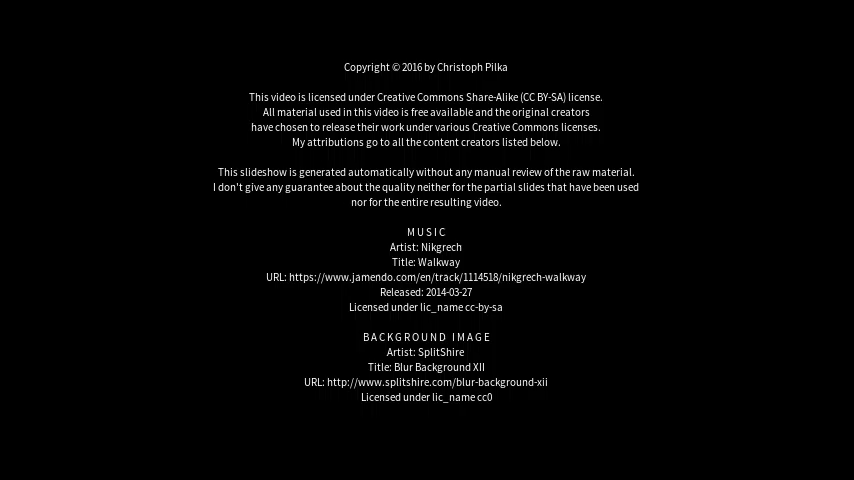 Copyright © 2016 by Christoph Pilka
This video is licensed under Creative Commons Share-Alike (CC BY-SA) license.
All material used in this video is free available and the original creators
have chosen to release their work under various Creative Commons licenses.
My attributions go to all the content creators listed below.
This slideshow is generated automatically without any manual review of the raw material.
I don't give any guarantee about the quality neither for the partial slides that have been used
nor for the entire resulting video.
M U S I C
Artist: Nikgrech
Title: Walkway
URL: https://www.jamendo.com/en/track/1114518/nikgrech-walkway
Released: 2014-03-27
Licensed under lic_name cc-by-sa
B A C K G R O U N D  I M A G E
Artist: SplitShire
Title: Blur Background XII
URL: http://www.splitshire.com/blur-background-xii
Licensed under lic_name cc0